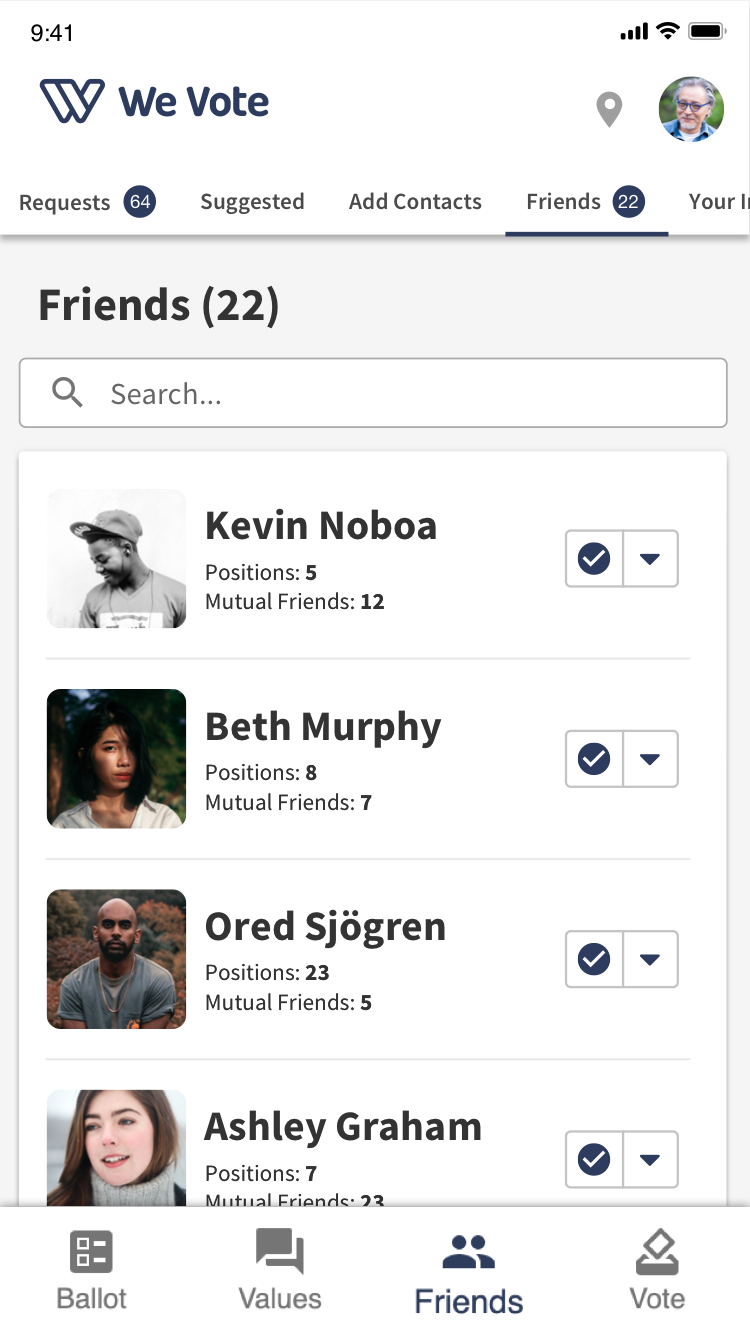 9:41
We Vote
Requests 64 Suggested Add Contacts Friends 22 Your I
Friends (22)
Search...
Kevin Noboa
Positions: 5
Mutual Friends: 12
Beth Murphy
Positions: 8
Mutual Friends: 7
Ored Sjögren
Positions: 23
Mutual Friends: 5
Ashley Graham
Positions: 7
Mutual Friends: 23
Ballot Values Friends Vote